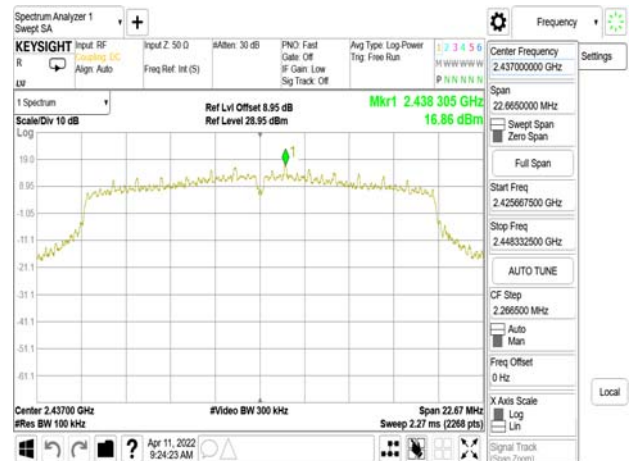 Spectrum Analyzer 1
Swept SA
+
Frequency
Settings
KEYSIGHT
R
LXI
Input: RF
Coupling: DC
Align: Auto
Input Z: 50 Ω
Freq Ref: Int (S)
#Atten: 30 dB
PNO: Fast
Gate: Off
IF Gain: Low
Sig Track: Off
Avg Type: Log-Power
Trig: Free Run
1 2 3 4 5 6
M W W W W W
P N N N N N
1 Spectrum
Scale/Div 10 dB
Log
Ref Lvl Offset 8.95 dB
Ref Level 28.95 dBm
Mkr1 2.438 305 GHz
16.86 dBm
1
19.0
8.95
-1.05
-11.1
-21.1
-31.1
-41.1
-51.1
-61.1
Center 2.43700 GHz
#Res BW 100 kHz
#Video BW 300 kHz
Span 22.67 MHz
Sweep 2.27 ms (2268 pts)
Center Frequency
2.437000000 GHz
Span
22.6650000 MHz
Swept Span
Zero Span
Full Span
Start Freq
2.425667500 GHz
Stop Freq
2.448332500 GHz
AUTO TUNE
CF Step
2.266500 MHz
Auto
Man
Freq Offset
0 Hz
X Axis Scale
Log
Lin
Signal Track
(Span Zoom)
Local
?
Apr 11, 2022
9:24:23 AM